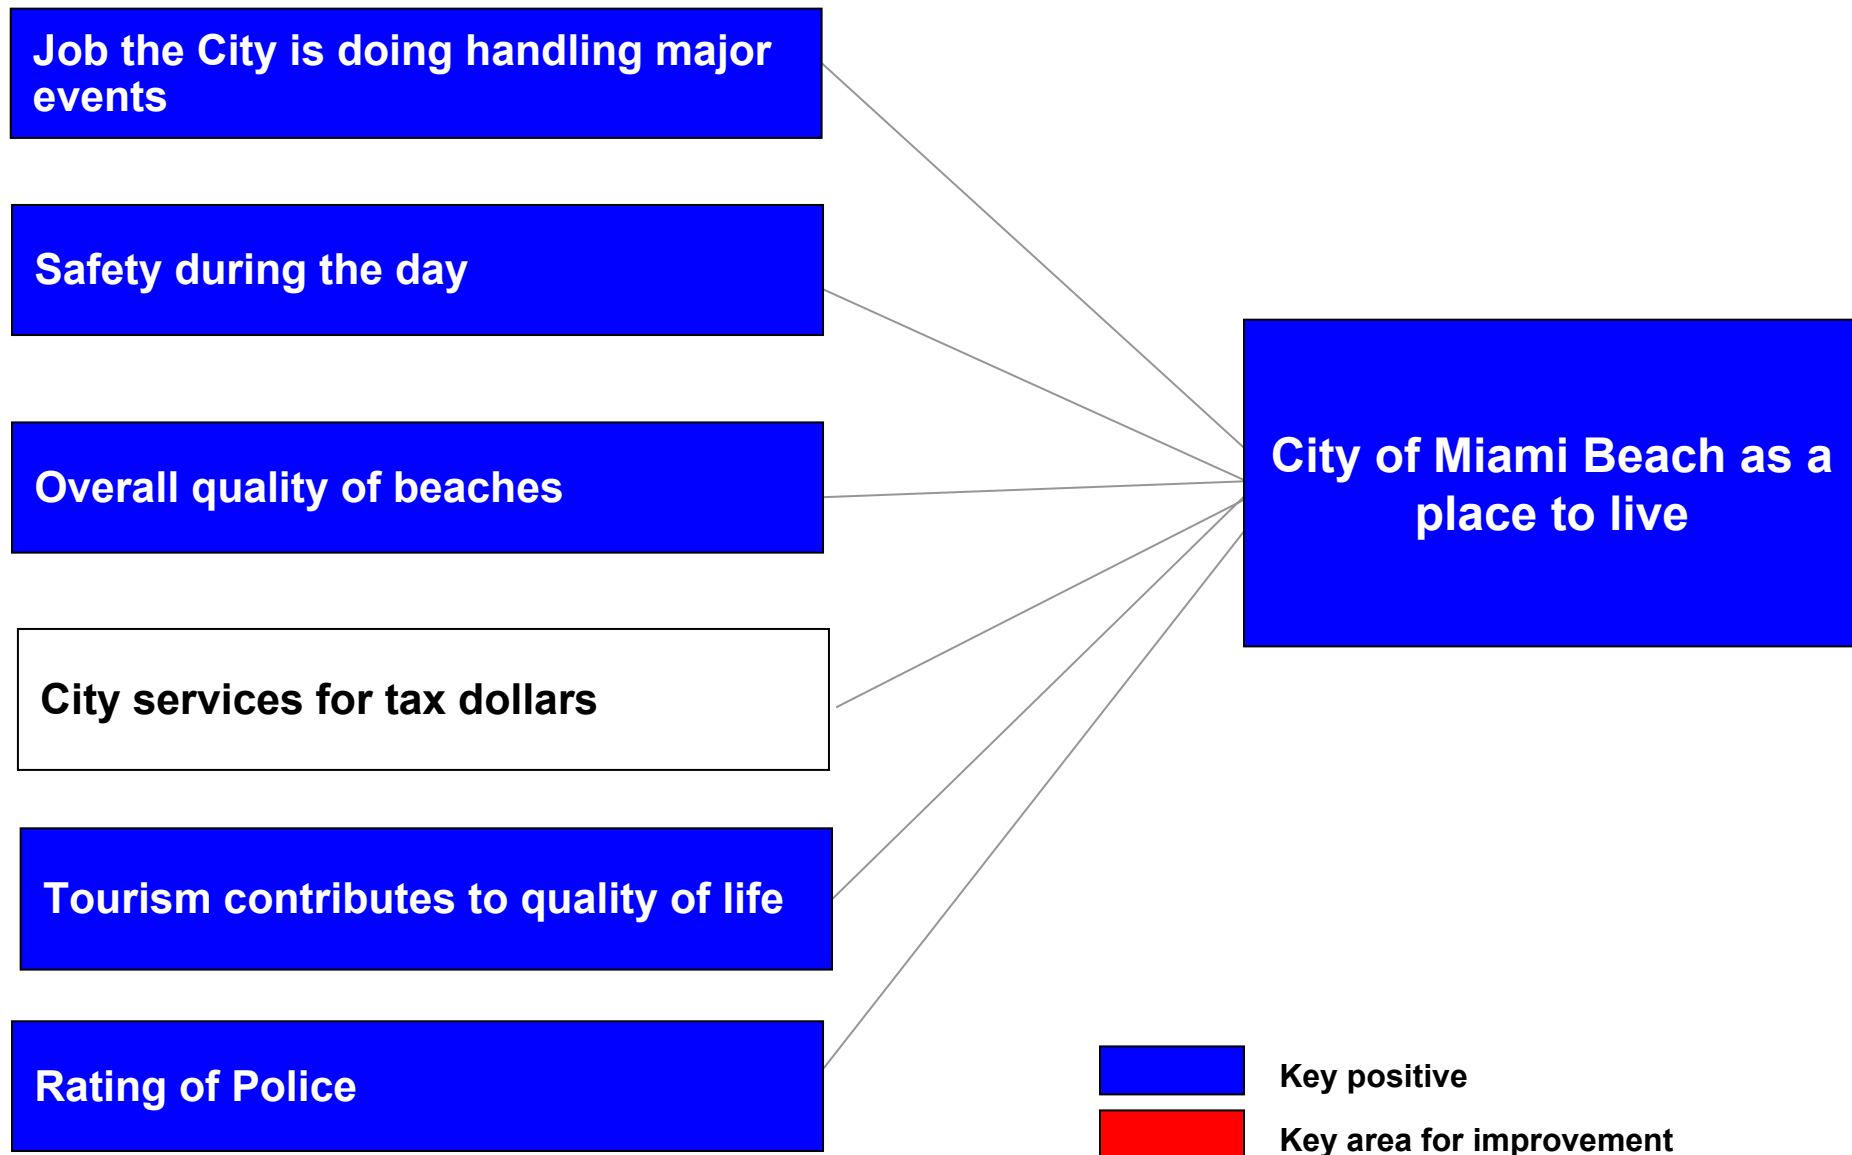 Job the City is doing handling major
events
Safety during the day
Overall quality of beaches
City services for tax dollars
Tourism contributes to quality of life
Rating of Police
City of Miami Beach as a
place to live
Key positive
Key area for improvement